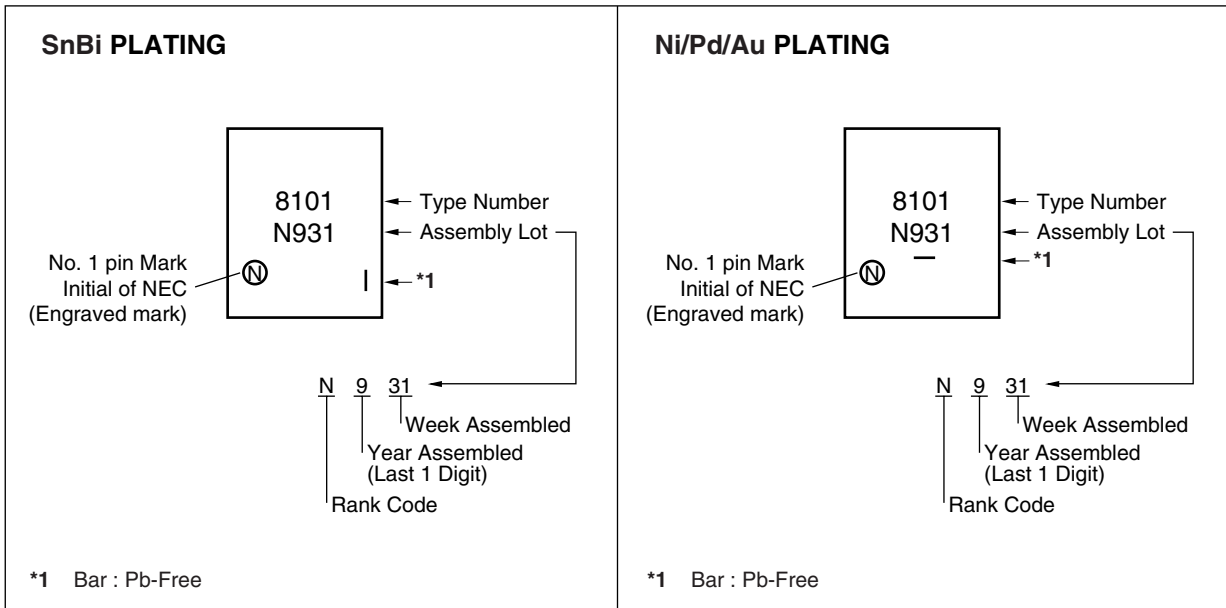 SnBi PLATING
8101
N931
N
Type Number
Assembly Lot
*1
No. 1 pin Mark
Initial of NEC
(Engraved mark)
N 9 31
Week Assembled
Year Assembled
(Last 1 Digit)
Rank Code
*1 Bar : Pb-Free
Ni/Pd/Au PLATING
8101
N931
N
Type Number
Assembly Lot
*1
No. 1 pin Mark
Initial of NEC
(Engraved mark)
N 9 31
Week Assembled
Year Assembled
(Last 1 Digit)
Rank Code
*1 Bar : Pb-Free